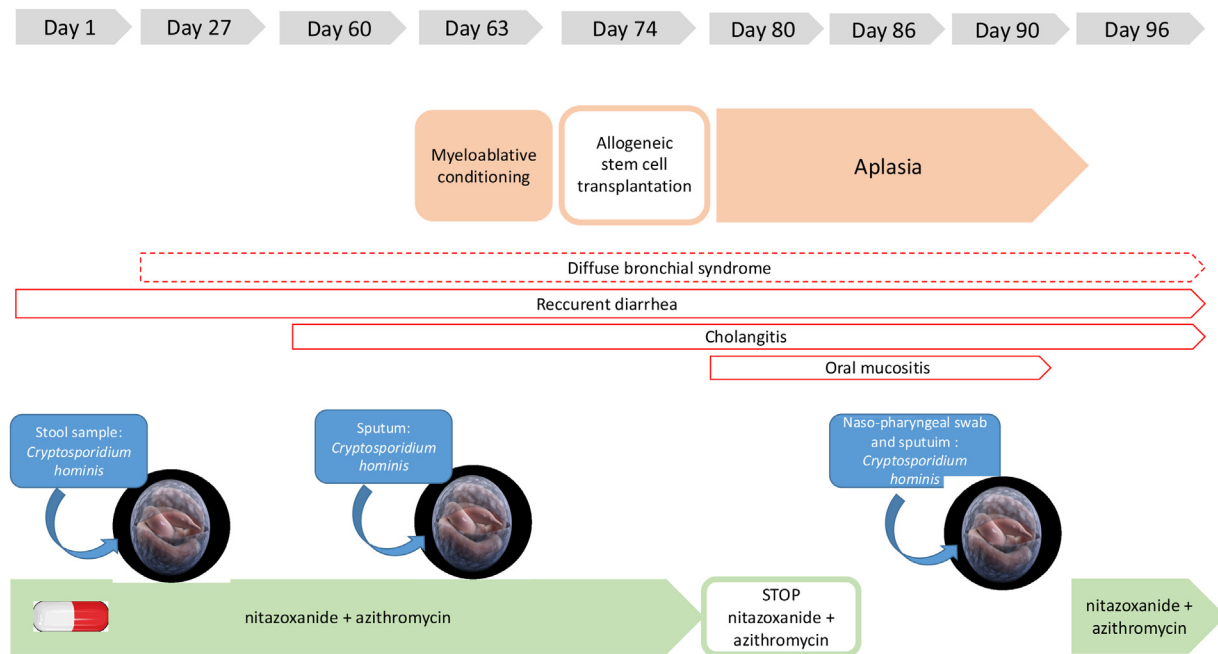 Day 1
Day 27
Day 60
Day 63
Day 74
Day 80
Day 86
Day 90
Day 96
Myeloablative
conditioning
Allogeneic
stem cell
transplantation
Aplasia
Diffuse bronchial syndrome
Reccurent diarrhea
Cholangitis
Oral mucositis
Stool sample:
Cryptosporidium
hominis
Sputum:
Cryptosporidium
hominis
Naso-pharyngeal swab
and sputuim :
Cryptosporidium
hominis
nitazoxanide + azithromycin
STOP
nitazoxanide +
azithromycin
nitazoxanide +
azithromycin